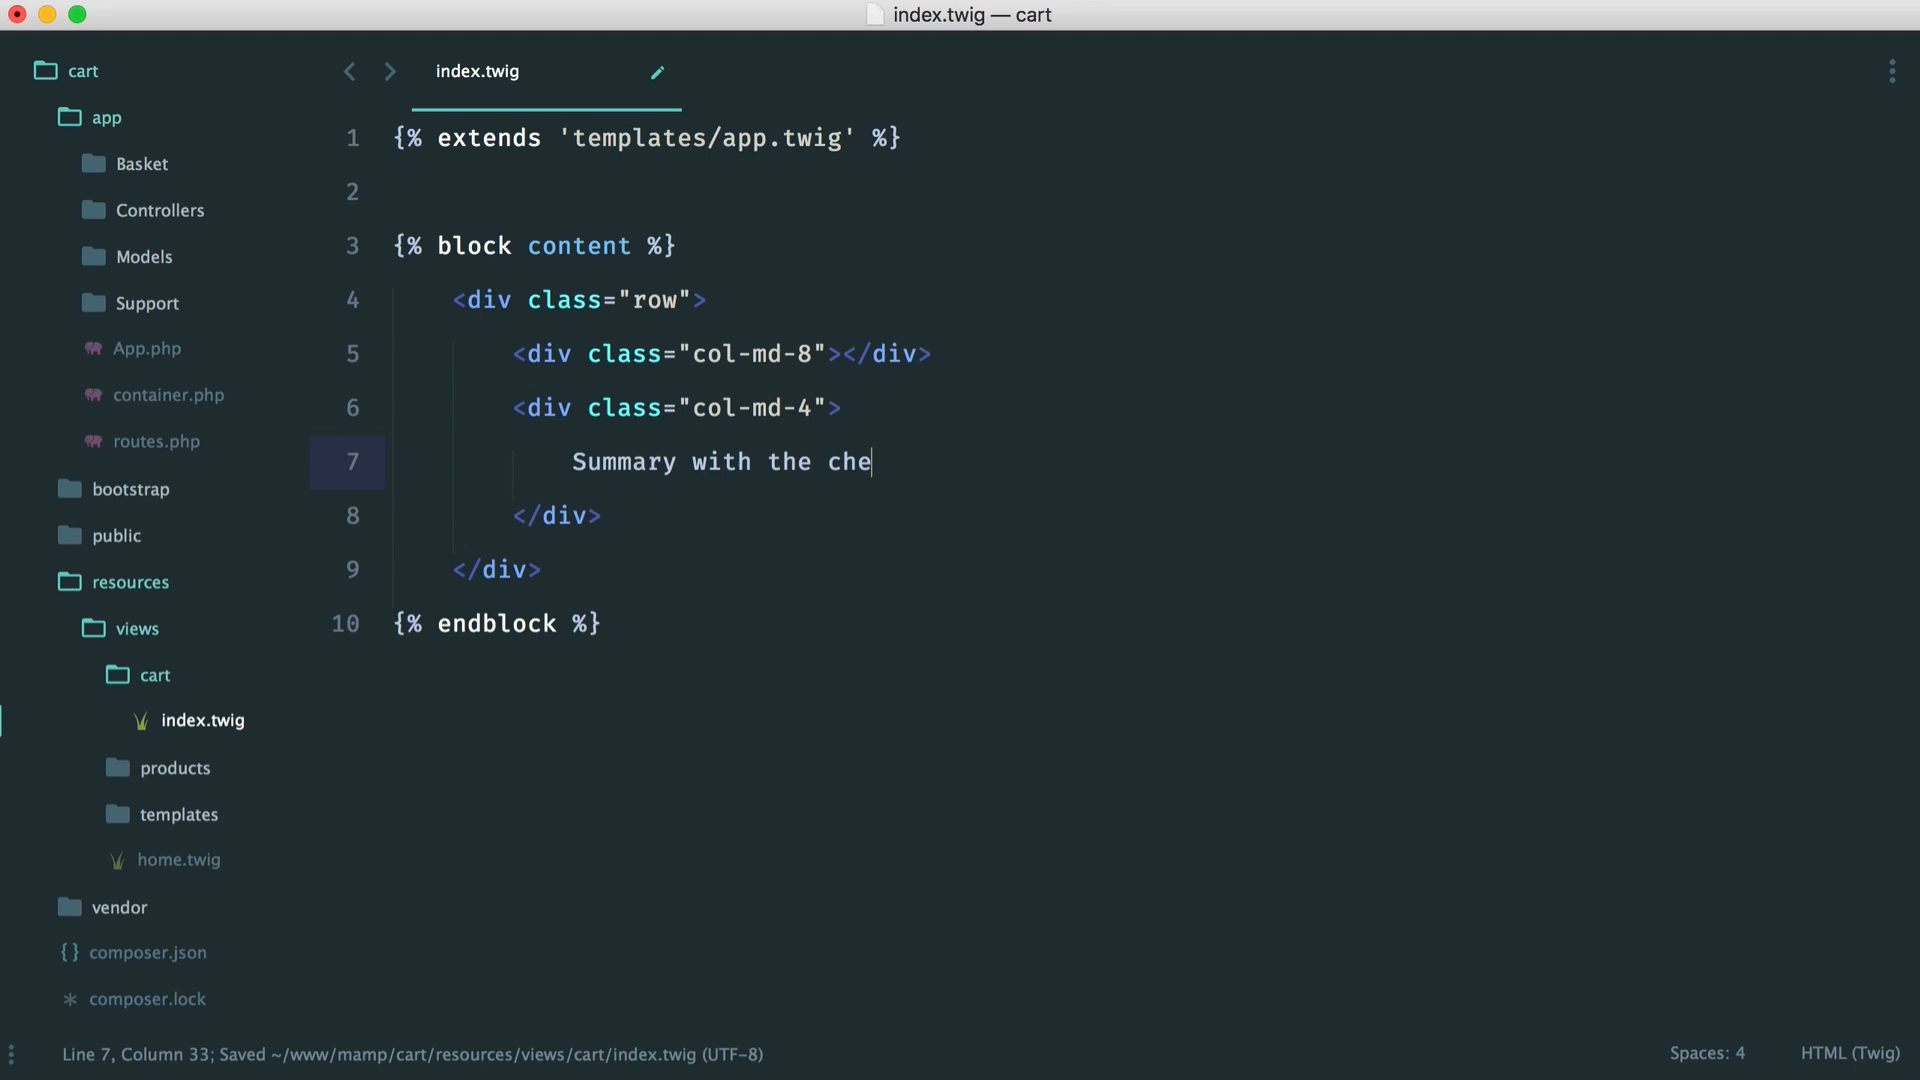 index.twig — cart
cart
app
Basket
Controllers
Models
Support
App.php
container.php
routes.php
bootstrap
public
resources
views
cart
index.twig
products
templates
home.twig
vendor
{} composer.json
* composer.lock
index.twig
1 {% extends 'templates/app.twig' %}
2
3 {% block content %}
4 <div class="row">
5 <div class="col-md-8"></div>
6 <div class="col-md-4">
7 Summary with the che
8 </div>
9 </div>
10 {% endblock %}
Line 7, Column 33; Saved ~/www/mamp/cart/resources/views/cart/index.twig (UTF-8)
Spaces: 4
HTML (Twig)